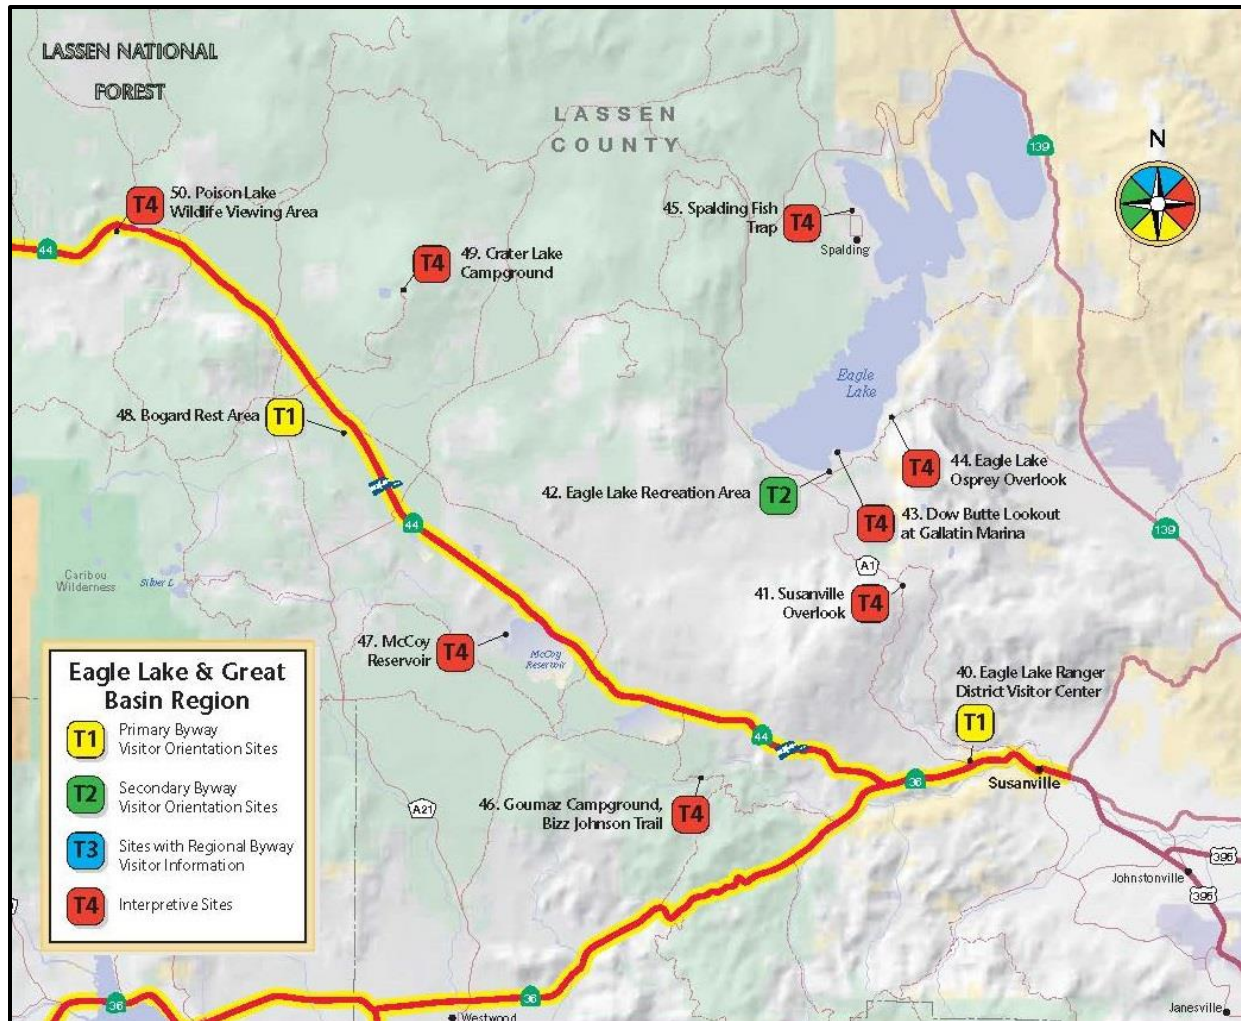 LASSEN NATIONAL
FOREST
LASSEN
COUNTY
N
139
T4
50. Poison Lake
Wildlife Viewing Area
44
T4
49. Crater Lake
Campground
45. Spalding Fish
Trap
T4
Spalding
Eagle
Lake
48. Bogard Rest Area
T1
42. Eagle Lake Recreation Area
T2
T4
44. Eagle Lake
Osprey Overlook
T4
43. Dow Butte Lookout
at Gallatin Marina
44
139
A1
Caribou
Wilderness
Silver L
41. Susanville
Overlook
T4
47. McCoy
Reservoir
T4
McCoy
Reservoir
40. Eagle Lake Ranger
District Visitor Center
T1
44
36
Susanville
46. Goumaz Campground,
Bizz Johnson Trail
T4
A21
395
Johnstonville
395
Janesville
Eagle Lake & Great
Basin Region
T1
Primary Byway
Visitor Orientation Sites
T2
Secondary Byway
Visitor Orientation Sites
T3
Sites with Regional Byway
Visitor Information
T4
Interpretive Sites
36
36
Westwood